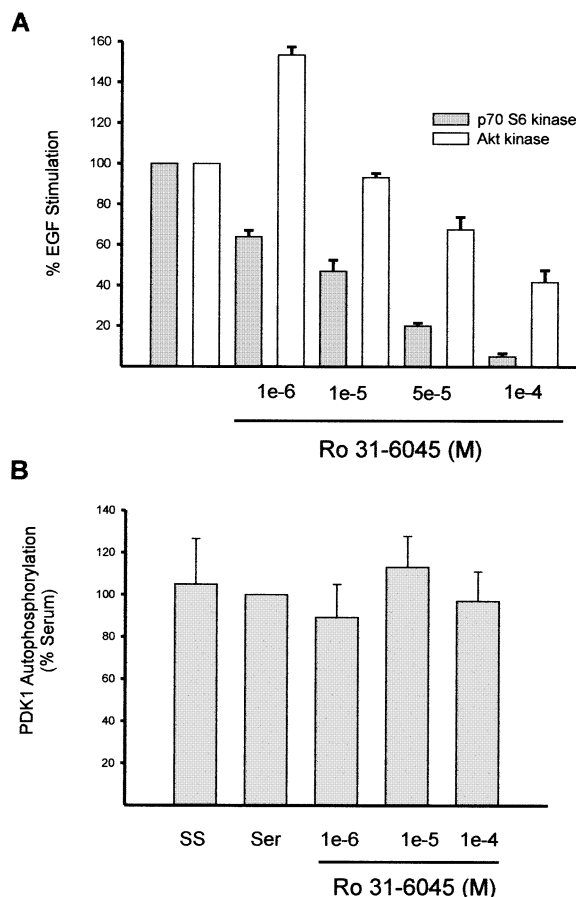 A
% EGF Stimulation
160
140
120
100
80
60
40
20
p70 S6 kinase
Akt kinase
1e-6 1e-5 5e-5 1e-4
Ro 31-6045 (M)
B
PDK1 Autophosphorylation
(% Serum)
140
120
100
80
60
40
20
SS Ser 1e-6 1e-5 1e-4
Ro 31-6045 (M)